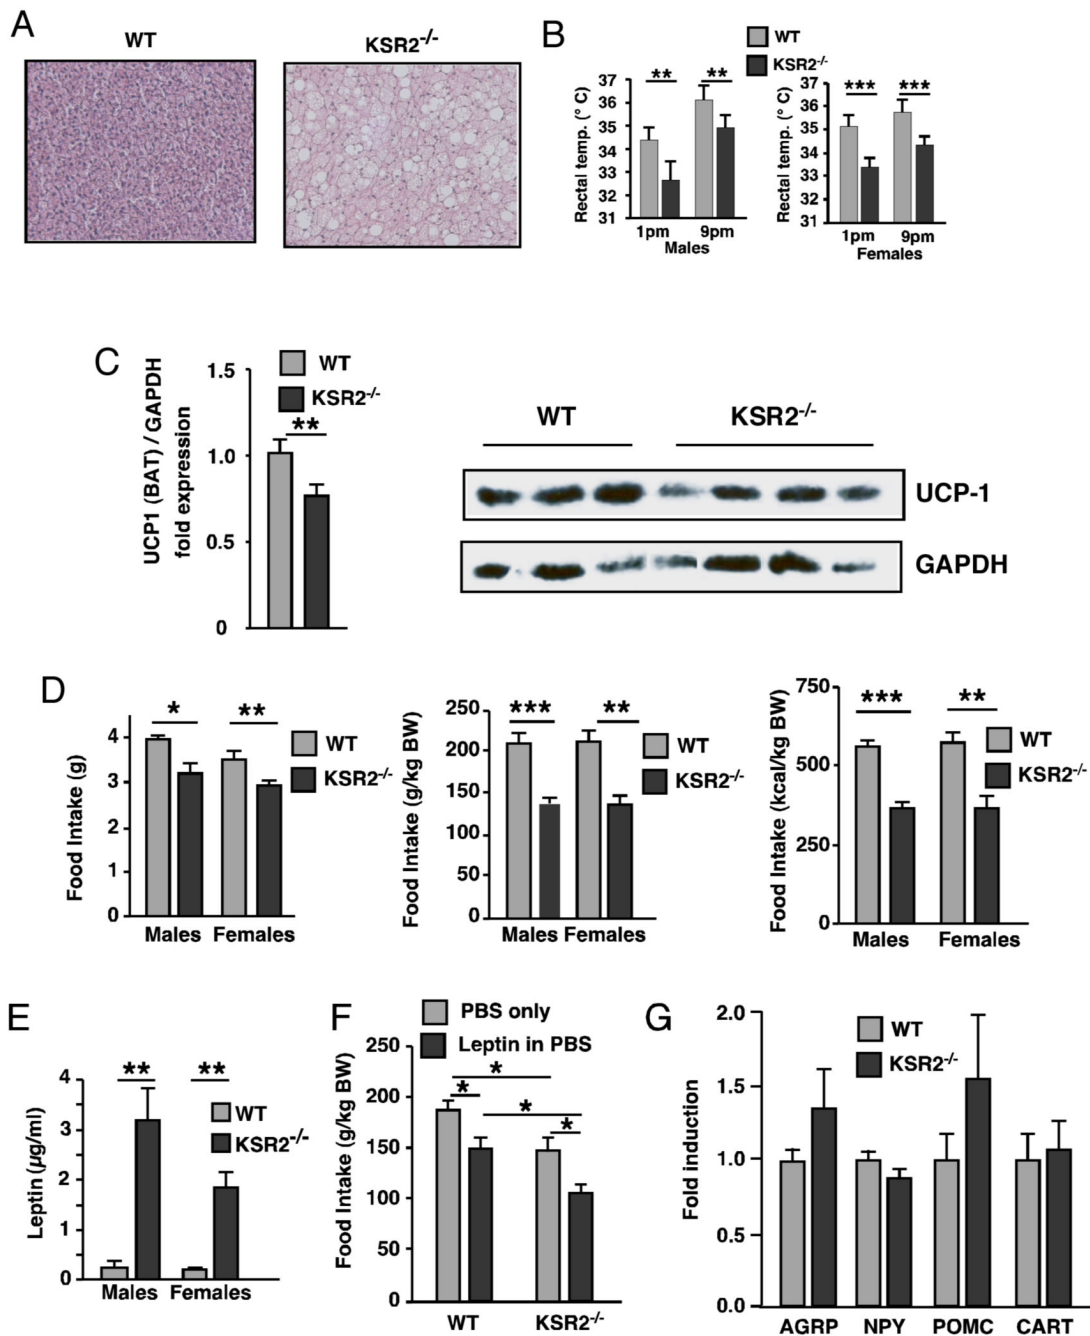 A
WT
KSR2-/-
B
WT
KSR2-/-
Rectal temp. (° C)
37
36
35
34
33
32
31
**
**
1pm
9pm
Males
Rectal temp. (° C)
37
36
35
34
33
32
31
***
***
1pm
9pm
Females
C
UCP1 (BAT) / GAPDH
fold expression
1.5
1.0
0.5
0
WT
KSR2-/-
**
WT
KSR2-/-
UCP-1
GAPDH
D
Food Intake (g)
4
3
2
1
0
*
**
WT
KSR2-/-
Males
Females
Food Intake (g/kg BW)
250
200
150
100
50
0
***
**
WT
KSR2-/-
Males
Females
Food Intake (kcal/kg BW)
750
500
250
0
***
**
WT
KSR2-/-
Males
Females
E
Leptin (µg/ml)
4
3
2
1
0
**
**
WT
KSR2-/-
Males
Females
F
PBS only
Leptin in PBS
Food Intake (g/kg BW)
250
200
150
100
50
0
*
*
*
*
WT
KSR2-/-
G
Fold induction
2.0
1.5
1.0
0.5
0.0
WT
KSR2-/-
AGRP
NPY
POMC
CART